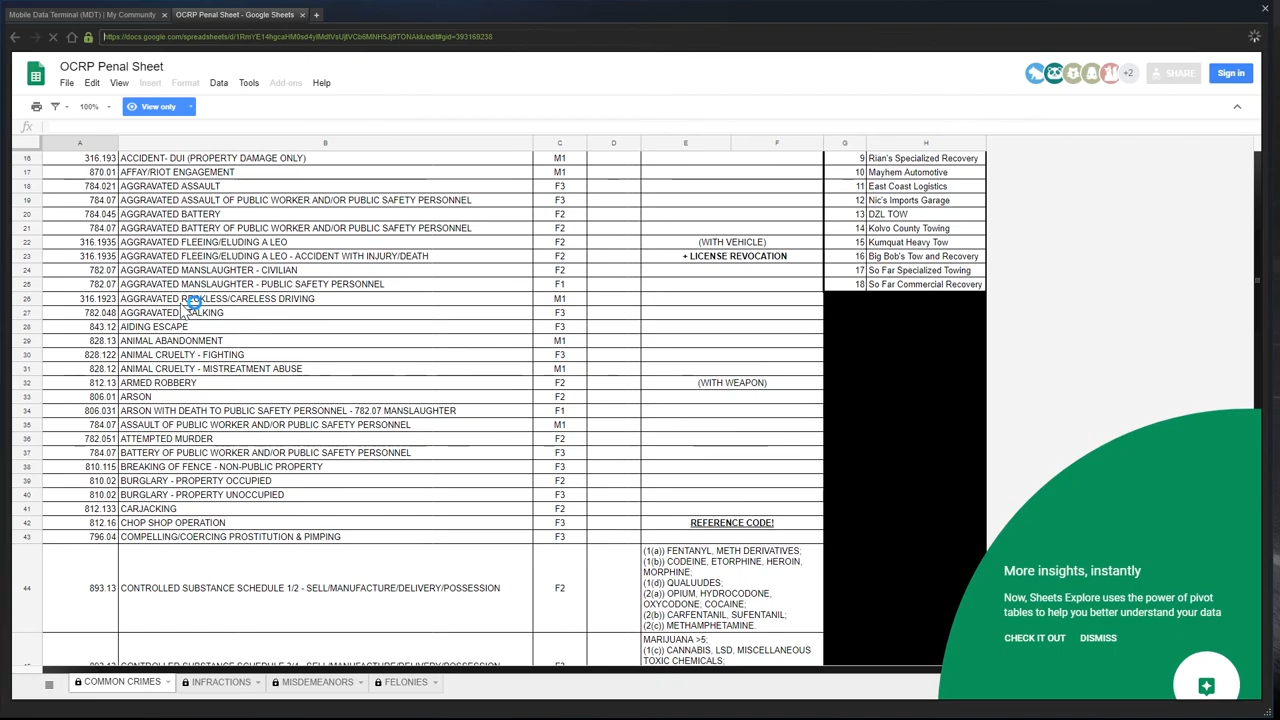 Mobile Data Terminal (MDT) | My Community ×
OCRP Penal Sheet - Google Sheets × +
OCRP Penal Sheet
File Edit View Insert Format Data Tools Add-ons Help
+2 SHARE Sign in
100% View only
fx
A B C D E F G H
16 316.193 ACCIDENT- DUI (PROPERTY DAMAGE ONLY) M1 9 Rian's Specialized Recovery
17 870.01 AFFAY/RIOT ENGAGEMENT M1 10 Mayhem Automotive
18 784.021 AGGRAVATED ASSAULT F3 11 East Coast Logistics
19 784.07 AGGRAVATED ASSAULT OF PUBLIC WORKER AND/OR PUBLIC SAFETY PERSONNEL F3 12 Nic's Imports Garage
20 784.045 AGGRAVATED BATTERY F2 13 DZL TOW
21 784.07 AGGRAVATED BATTERY OF PUBLIC WORKER AND/OR PUBLIC SAFETY PERSONNEL F2 14 Kolvo County Towing
22 316.1935 AGGRAVATED FLEEING/ELUDING A LEO F2 (WITH VEHICLE) 15 Kumquat Heavy Tow
23 316.1935 AGGRAVATED FLEEING/ELUDING A LEO - ACCIDENT WITH INJURY/DEATH F2 + LICENSE REVOCATION 16 Big Bob's Tow and Recovery
24 782.07 AGGRAVATED MANSLAUGHTER - CIVILIAN F2 17 So Far Specialized Towing
25 782.07 AGGRAVATED MANSLAUGHTER - PUBLIC SAFETY PERSONNEL F1 18 So Far Commercial Recovery
26 316.1923 AGGRAVATED RECKLESS/CARELESS DRIVING M1
27 782.048 AGGRAVATED STALKING F3
28 843.12 AIDING ESCAPE F3
29 828.13 ANIMAL ABANDONMENT M1
30 828.122 ANIMAL CRUELTY - FIGHTING F3
31 828.12 ANIMAL CRUELTY - MISTREATMENT ABUSE M1
32 812.13 ARMED ROBBERY F2 (WITH WEAPON)
33 806.01 ARSON F2
34 806.031 ARSON WITH DEATH TO PUBLIC SAFETY PERSONNEL - 782.07 MANSLAUGHTER F1
35 784.07 ASSAULT OF PUBLIC WORKER AND/OR PUBLIC SAFETY PERSONNEL M1
36 782.051 ATTEMPTED MURDER F2
37 784.07 BATTERY OF PUBLIC WORKER AND/OR PUBLIC SAFETY PERSONNEL F3
38 810.115 BREAKING OF FENCE - NON-PUBLIC PROPERTY F3
39 810.02 BURGLARY - PROPERTY OCCUPIED F2
40 810.02 BURGLARY - PROPERTY UNOCCUPIED F3
41 812.133 CARJACKING F2
42 812.16 CHOP SHOP OPERATION F3 REFERENCE CODE!
43 796.04 COMPELLING/COERCING PROSTITUTION & PIMPING F3
44 893.13 CONTROLLED SUBSTANCE SCHEDULE 1/2 - SELL/MANUFACTURE/DELIVERY/POSSESSION F2
(1(a)) FENTANYL, METH DERIVATIVES;
(1(b)) CODEINE, ETORPHINE, HEROIN,
MORPHINE;
(1(d)) QUALUUDES;
(2(a)) OPIUM, HYDROCODONE,
OXYCODONE, COCAINE;
(2(b)) CARFENTANIL, SUFENTANIL;
(2(c)) METHAMPHETAMINE.
MARIJUANA >5;
(1(c)) CANNABIS, LSD, MISCELLANEOUS
TOXIC CHEMICALS;
COMMON CRIMES INFRACTIONS MISDEMEANORS FELONIES
More insights, instantly
Now, Sheets Explore uses the power of pivot
tables to help you better understand your data
CHECK IT OUT DISMISS